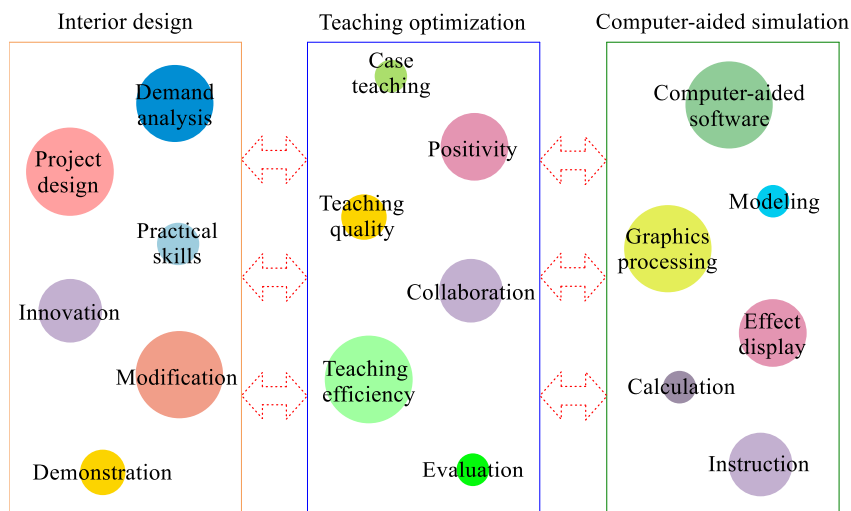 Interior design
Demand
analysis
Project
design
Practical
skills
Innovation
Modification
Demonstration
Teaching optimization
Case
teaching
Positivity
Teaching
quality
Collaboration
Teaching
efficiency
Evaluation
Computer-aided simulation
Computer-aided
software
Modeling
Graphics
processing
Effect
display
Calculation
Instruction